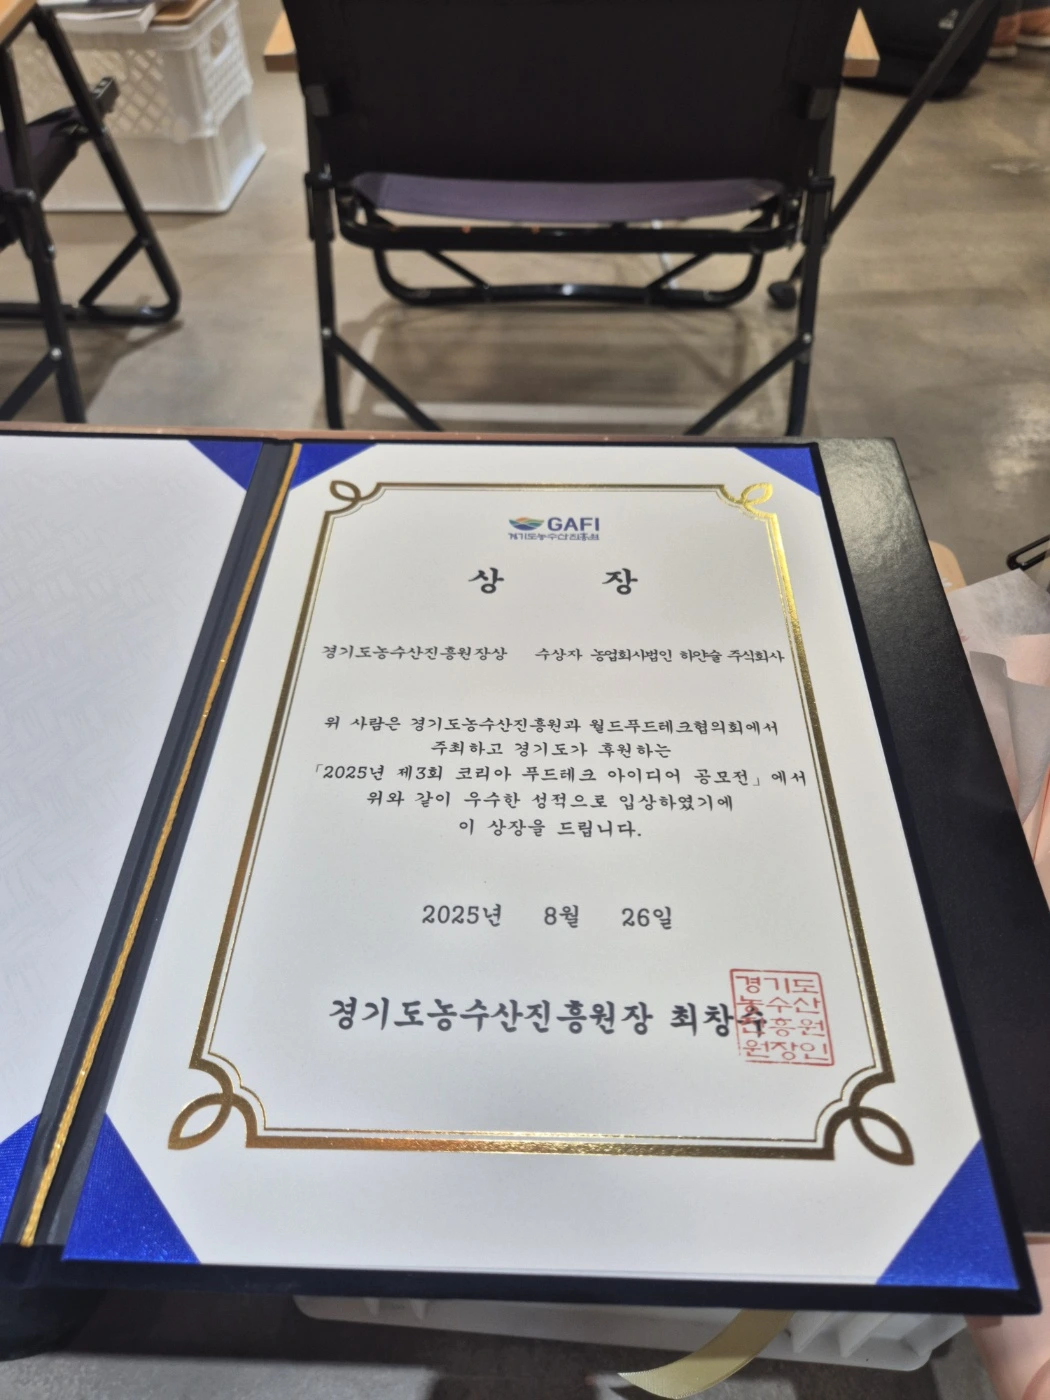 GAFI
경기도농수산진흥원
상 장
경기도농수산진흥원장상 수상자 농업회사법인 하얀술 주식회사
위 사람은 경기도농수산진흥원과 월드푸드테크협의회에서
주최하고 경기도가 후원하는
「2025년 제3회 코리아 푸드테크 아이디어 공모전」에서
위와 같이 우수한 성적으로 입상하였기에
이 상장을 드립니다.
2025년 8월 26일
경기도농수산진흥원장 최창수
경기도
농수산
진흥원
원장인